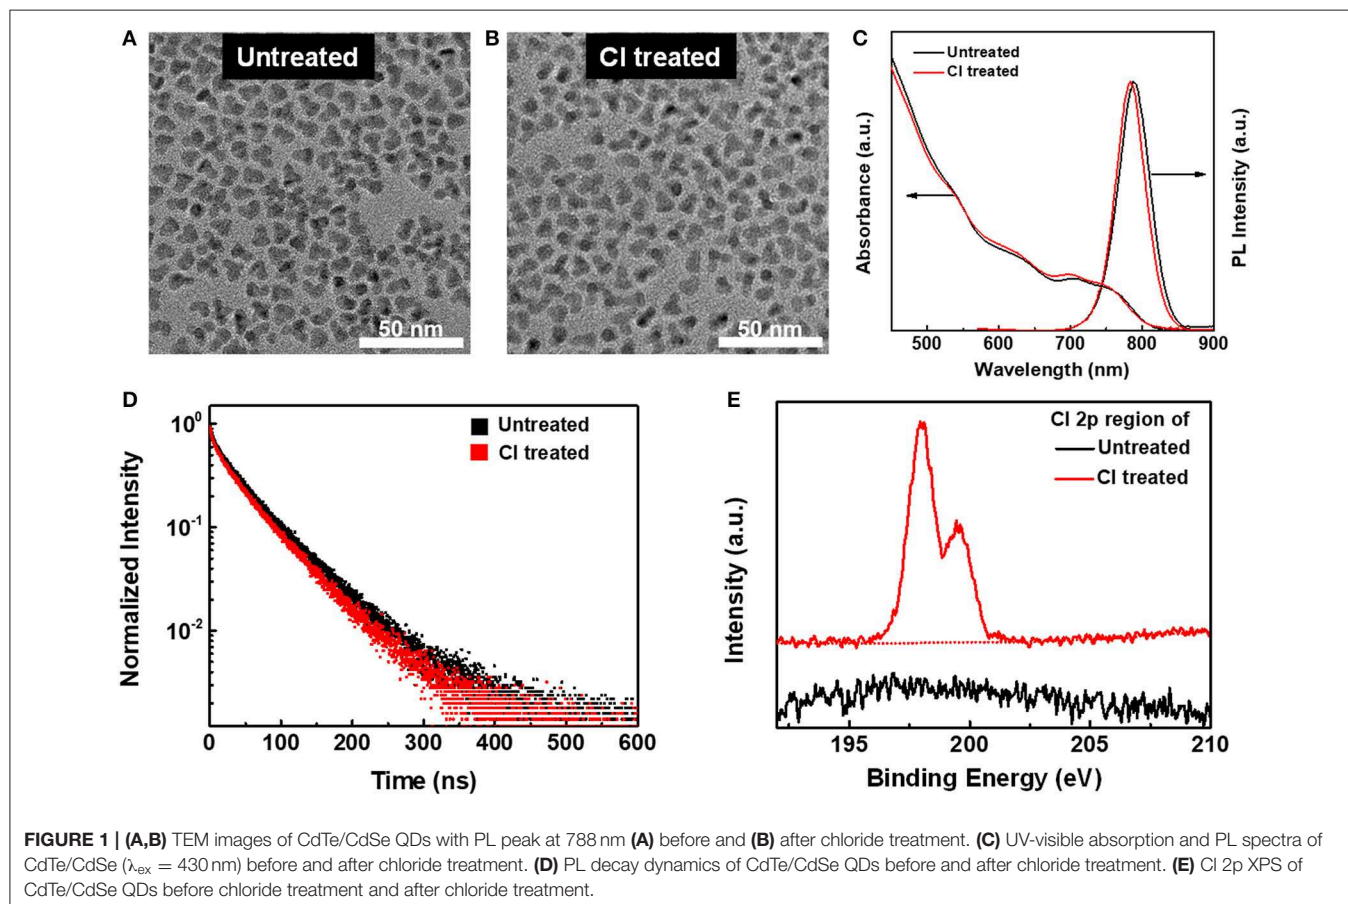 A
Untreated
50 nm
B
Cl treated
50 nm
C
Untreated
Cl treated
Absorbance (a.u.)
PL Intensity (a.u.)
500 600 700 800 900
Wavelength (nm)
D
Untreated
Cl treated
Normalized Intensity
10⁰
10⁻¹
10⁻²
0 100 200 300 400 500 600
Time (ns)
E
Cl 2p region of
Untreated
Cl treated
Intensity (a.u.)
195 200 205 210
Binding Energy (eV)
FIGURE 1 | (A,B) TEM images of CdTe/CdSe QDs with PL peak at 788 nm (A) before and (B) after chloride treatment. (C) UV-visible absorption and PL spectra of
CdTe/CdSe (λex = 430 nm) before and after chloride treatment. (D) PL decay dynamics of CdTe/CdSe QDs before and after chloride treatment. (E) Cl 2p XPS of
CdTe/CdSe QDs before chloride treatment and after chloride treatment.